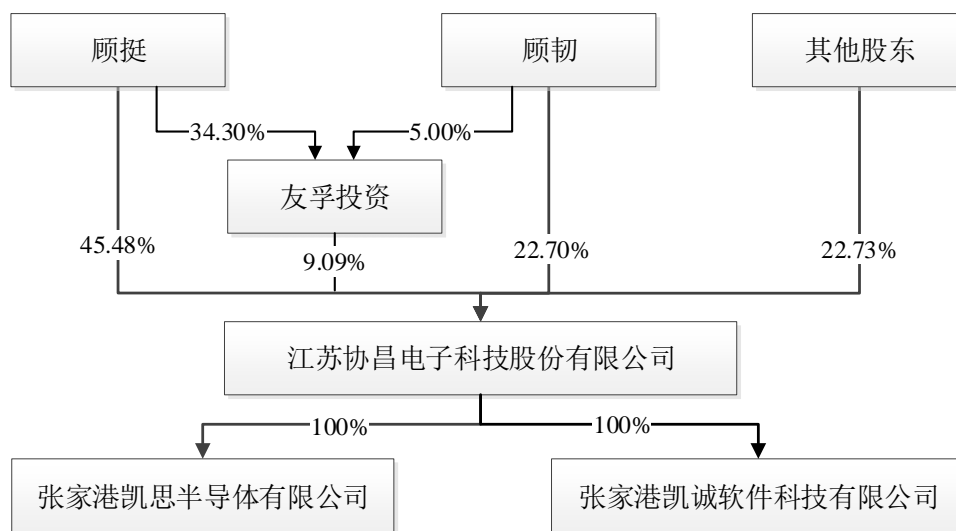 顾挺
顾韧
其他股东
34.30%
5.00%
友孚投资
45.48%
9.09%
22.70%
22.73%
江苏协昌电子科技股份有限公司
100%
100%
张家港凯思半导体有限公司
张家港凯诚软件科技有限公司